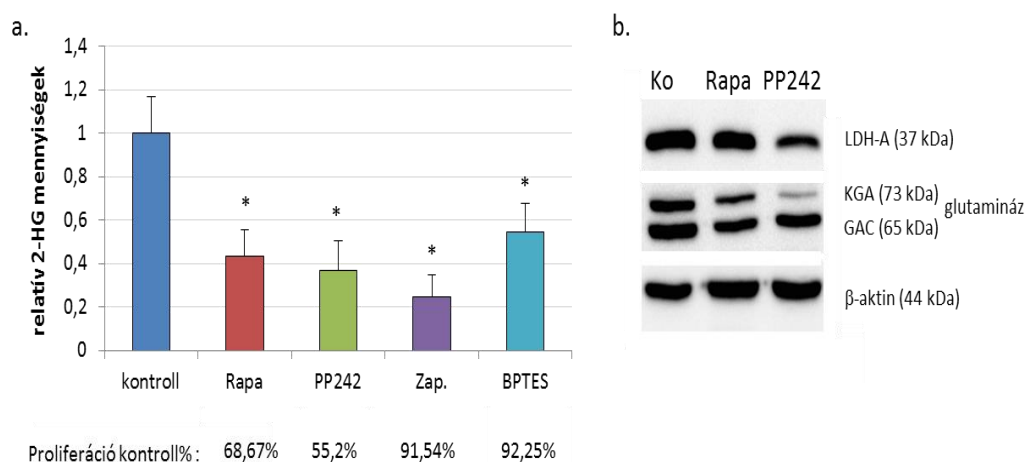 a.
relatív 2-HG mennyiségek
1,4
1,2
1
0,8
0,6
0,4
0,2
0
*
*
*
*
kontroll Rapa PP242 Zap. BPTES
Proliferáció kontroll% : 68,67% 55,2% 91,54% 92,25%
b.
Ko Rapa PP242
LDH-A (37 kDa)
KGA (73 kDa)
glutamináz
GAC (65 kDa)
β-aktin (44 kDa)